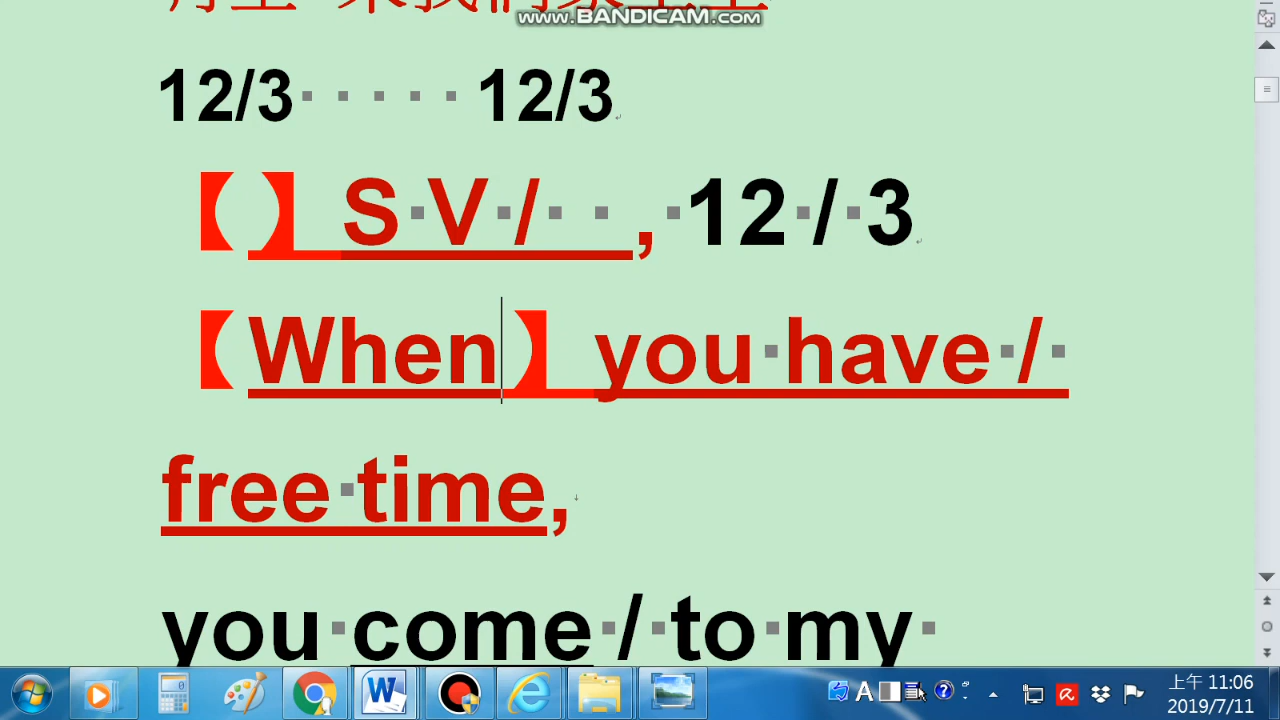 www.BANDICAM.com
12/3 12/3
【 】 S V / , 12 / 3
【When】 you have /
free time,
you come / to my
上午 11:06
2019/7/11